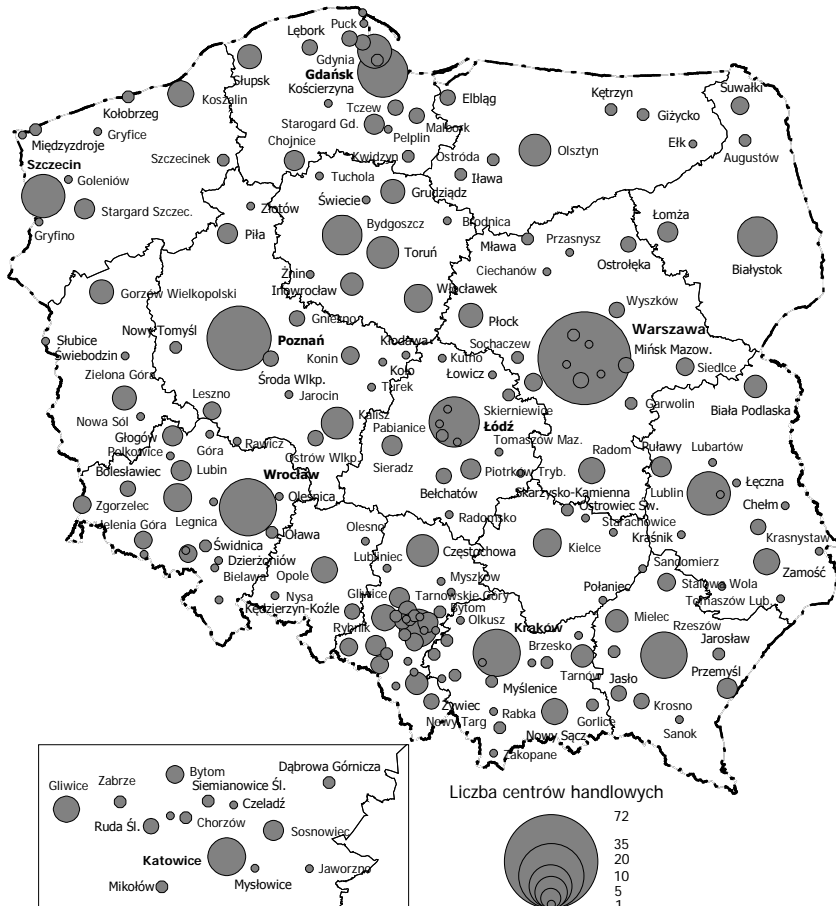 Puck
Lębork
Gdynia
Słupsk
Gdańsk
Kościerzyna
Koszalin
Kołobrzeg
Tczew
Elbląg
Kętrzyn
Suwałki
Międzyzdroje
Gryfice
Starogard Gd.
Malbork
Giżycko
Pelplin
Chojnice
Szczecinek
Kwidzyn
Ostróda
Olsztyn
Ełk
Augustów
Szczecin
Goleniów
Tuchola
Iława
Świecie
Grudziądz
Stargard Szczec.
Złotów
Brodnica
Łomża
Gryfino
Piła
Bydgoszcz
Mława
Przasnysz
Toruń
Ciechanów
Ostrołęka
Białystok
Żnin
Inowrocław
Włocławek
Gorzów Wielkopolski
Wyszków
Gniezno
Płock
Warszawa
Słubice
Nowy Tomyśl
Poznań
Kłodawa
Sochaczew
Mińsk Mazow.
Świebodzin
Konin
Koło
Kutno
Łowicz
Siedlce
Zielona Góra
Środa Wlkp.
Turek
Leszno
Jarocin
Skierniewice
Garwolin
Biała Podlaska
Nowa Sól
Kalisz
Pabianice
Łódź
Głogów
Góra
Rawicz
Ostrów Wlkp.
Tomaszów Maz.
Polkowice
Sieradz
Radom
Puławy
Lubartów
Bolesławiec
Lubin
Wrocław
Piotrków Tryb.
Bełchatów
Skarżysko-Kamienna
Lublin
Łęczna
Zgorzelec
Oleśnica
Legnica
Radomsko
Ostrowiec Św.
Chełm
Jelenia Góra
Oława
Olesno
Starachowice
Kraśnik
Krasnystaw
Świdnica
Częstochowa
Kielce
Dzierżoniów
Lubliniec
Sandomierz
Zamość
Bielawa
Opole
Myszków
Nysa
Gliwice
Tarnowskie Góry
Połaniec
Stalowa Wola
Kędzierzyn-Koźle
Bytom
Tomaszów Lub.
Olkusz
Mielec
Rybnik
Kraków
Rzeszów
Brzesko
Jarosław
Tarnów
Jasło
Przemyśl
Myślenice
Żywiec
Rabka
Krosno
Nowy Targ
Gorlice
Nowy Sącz
Sanok
Zakopane
Bytom
Dąbrowa Górnicza
Zabrze
Siemianowice Śl.
Gliwice
Czeladź
Chorzów
Ruda Śl.
Sosnowiec
Katowice
Mysłowice
Jaworzno
Mikołów
Liczba centrów handlowych
72
35
20
10
5
1